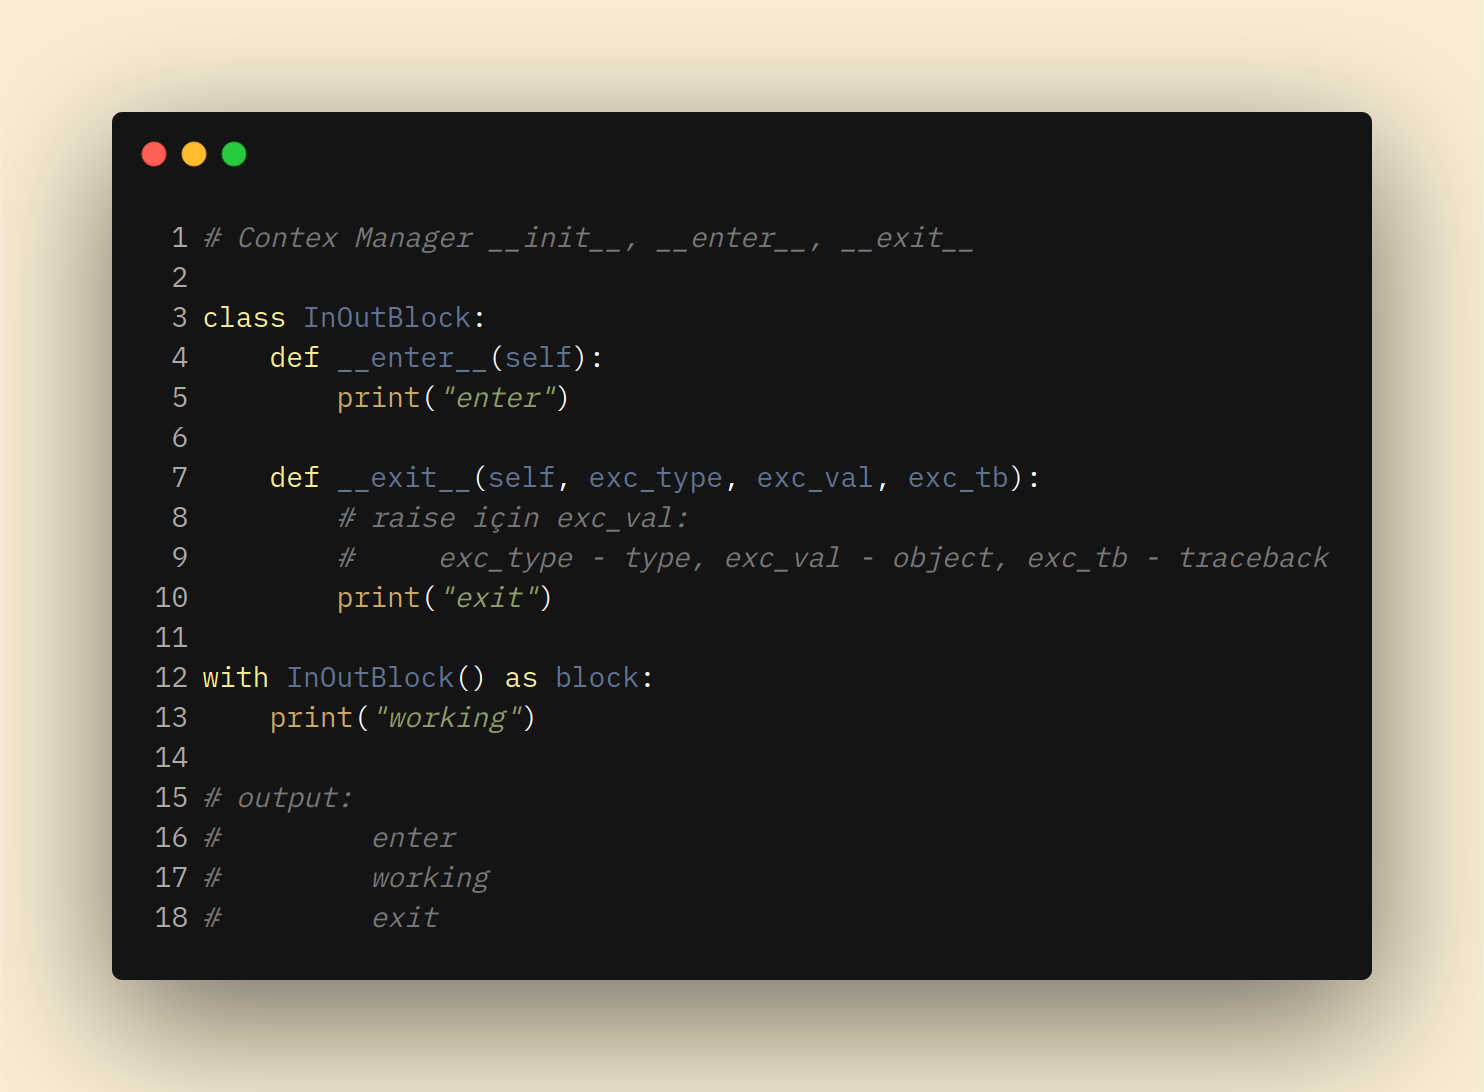 1 # Contex Manager __init__, __enter__, __exit__
2
3 class InOutBlock:
4     def __enter__(self):
5         print("enter")
6
7     def __exit__(self, exc_type, exc_val, exc_tb):
8         # raise için exc_val:
9         #     exc_type - type, exc_val - object, exc_tb - traceback
10         print("exit")
11
12 with InOutBlock() as block:
13     print("working")
14
15 # output:
16 #         enter
17 #         working
18 #         exit